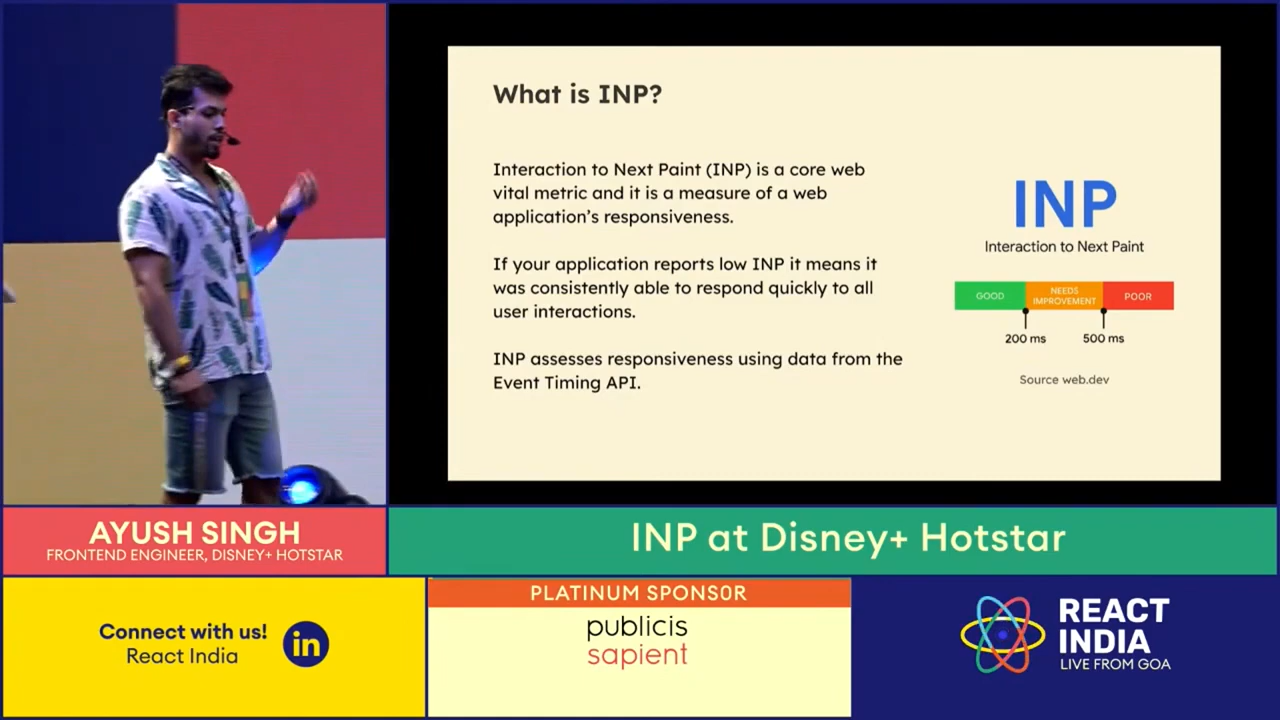 What is INP?
Interaction to Next Paint (INP) is a core web
vital metric and it is a measure of a web
application's responsiveness.
If your application reports low INP it means it
was consistently able to respond quickly to all
user interactions.
INP assesses responsiveness using data from the
Event Timing API.
INP
Interaction to Next Paint
GOOD
NEEDS
IMPROVEMENT
POOR
200 ms
500 ms
Source web.dev
AYUSH SINGH
FRONTEND ENGINEER, DISNEY+ HOTSTAR
INP at Disney+ Hotstar
Connect with us!
React India
in
PLATINUM SPONSOR
publicis
sapient
REACT
INDIA
LIVE FROM GOA